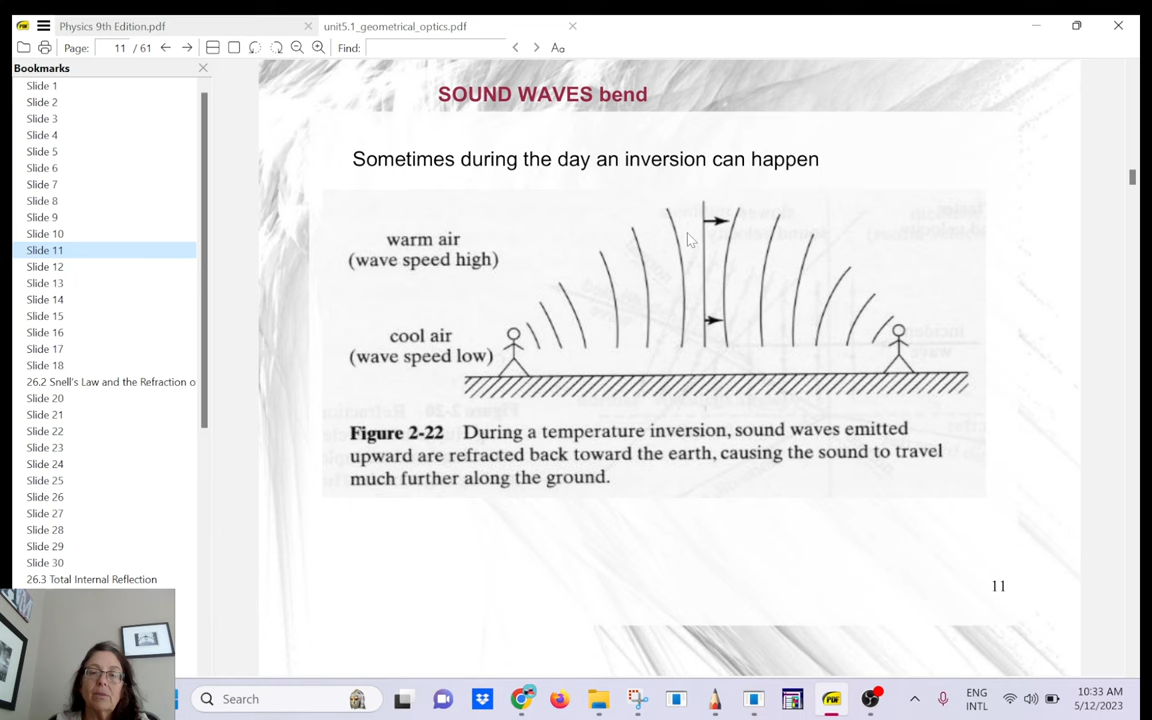 Physics 9th Edition.pdf
unit5.1_geometrical_optics.pdf
Page: 11 / 61
Find:
Aa
Bookmarks
Slide 1
Slide 2
Slide 3
Slide 4
Slide 5
Slide 6
Slide 7
Slide 8
Slide 9
Slide 10
Slide 11
Slide 12
Slide 13
Slide 14
Slide 15
Slide 16
Slide 17
Slide 18
26.2 Snell's Law and the Refraction o
Slide 20
Slide 21
Slide 22
Slide 23
Slide 24
Slide 25
Slide 26
Slide 27
Slide 28
Slide 29
Slide 30
26.3 Total Internal Reflection
SOUND WAVES bend
Sometimes during the day an inversion can happen
warm air
(wave speed high)
cool air
(wave speed low)
Figure 2-22 During a temperature inversion, sound waves emitted
upward are refracted back toward the earth, causing the sound to travel
much further along the ground.
11
Search
PDF
ENG
INTL
10:33 AM
5/12/2023